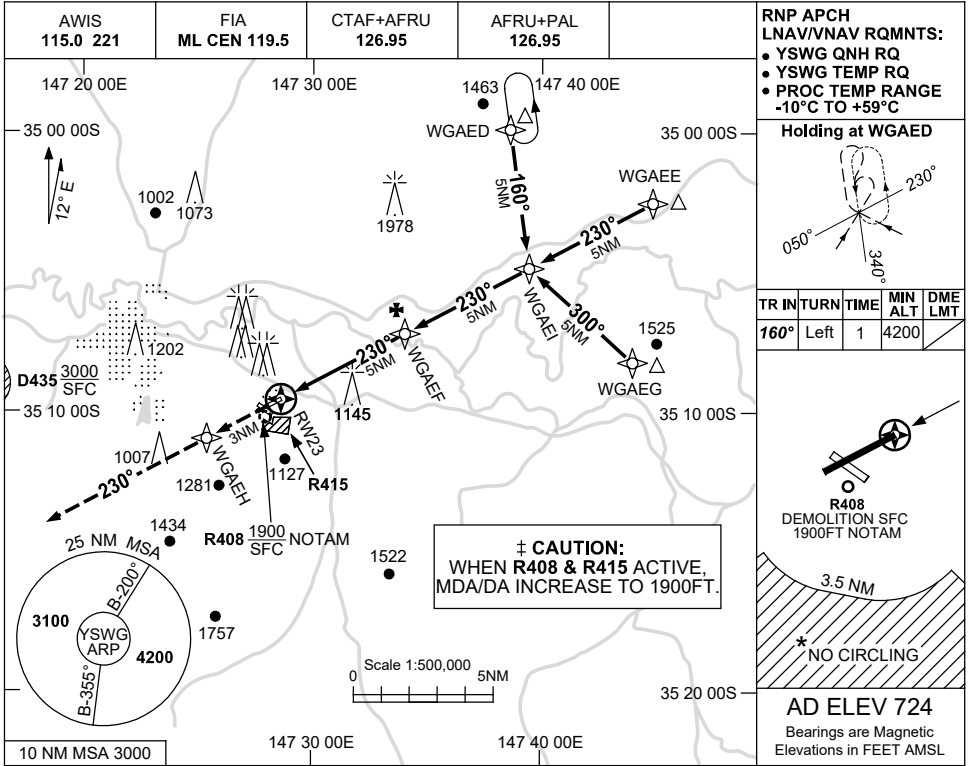 AWIS
115.0 221
FIA
ML CEN 119.5
CTAF+AFRU
126.95
AFRU+PAL
126.95
RNP APCH
LNAV/VNAV RQMNTS:
• YSWG QNH RQ
• YSWG TEMP RQ
• PROC TEMP RANGE
-10°C TO +59°C
147 20 00E
147 30 00E
147 40 00E
1463
35 00 00S
35 00 00S
WGAED
Holding at WGAED
230°
050°
340°
12° E
1002
1073
1978
160°
5NM
WGAEE
230°
5NM
WGAEI
230°
5NM
300°
5NM
1525
WGAEG
TR IN
TURN
TIME
MIN
ALT
DME
LMT
160°
Left
1
4200
1202
D435 3000
SFC
230°
5NM
WGAEF
1145
35 10 00S
35 10 00S
RW23
3NM
WGAEH
1007
230°
1281
1127
R415
R408 1900
SFC
NOTAM
R408
DEMOLITION SFC
1900FT NOTAM
1434
1522
1757
‡ CAUTION:
WHEN R408 & R415 ACTIVE,
MDA/DA INCREASE TO 1900FT.
3.5 NM
* NO CIRCLING
25 NM MSA
B-200°
3100
YSWG
ARP
4200
B-355°
Scale 1:500,000
0
5NM
35 20 00S
10 NM MSA 3000
147 30 00E
147 40 00E
AD ELEV 724
Bearings are Magnetic
Elevations in FEET AMSL